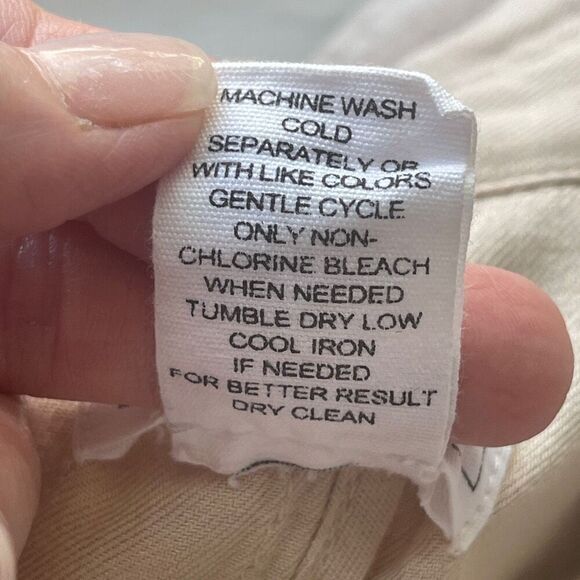 MACHINE WASH
COLD
SEPARATELY OR
WITH LIKE COLORS
GENTLE CYCLE
ONLY NON-
CHLORINE BLEACH
WHEN NEEDED
TUMBLE DRY LOW
COOL IRON
IF NEEDED
FOR BETTER RESULT
DRY CLEAN